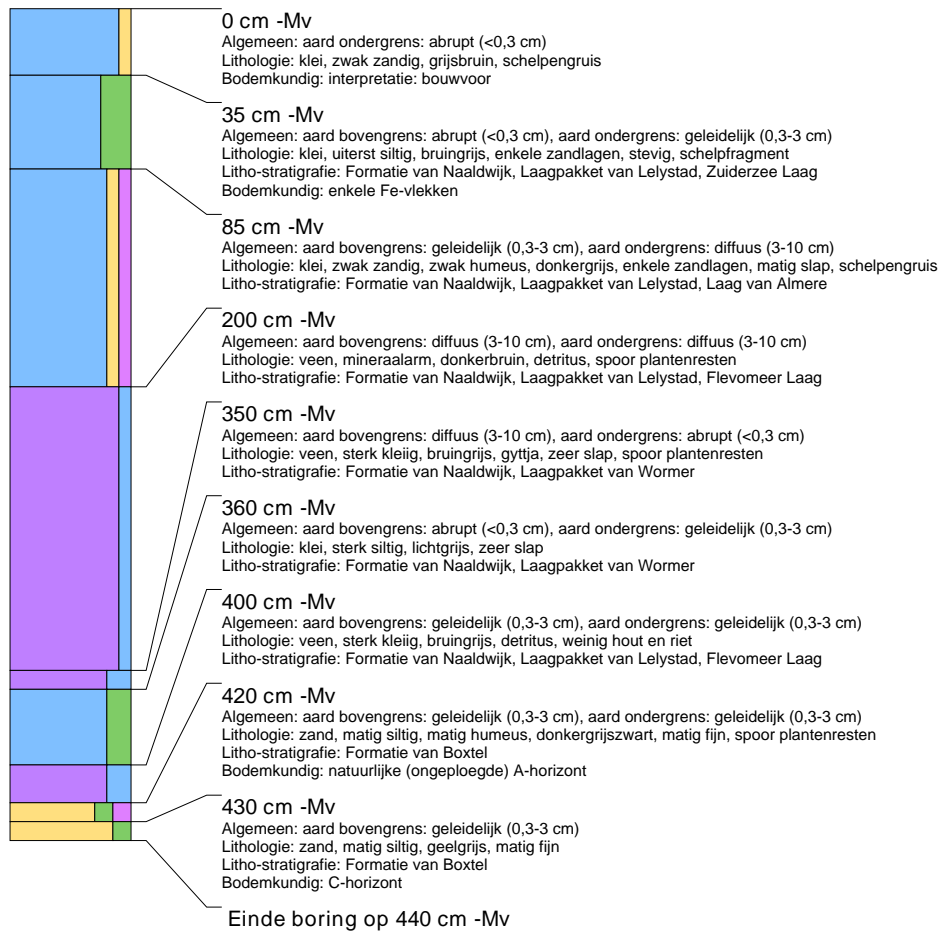 0 cm -Mv
Algemeen: aard ondergrens: abrupt (<0,3 cm)
Lithologie: klei, zwak zandig, grijsbruin, schelpengruis
Bodemkundig: interpretatie: bouwvoor
35 cm -Mv
Algemeen: aard bovengrens: abrupt (<0,3 cm), aard ondergrens: geleidelijk (0,3-3 cm)
Lithologie: klei, uiterst siltig, bruingrijs, enkele zandlagen, stevig, schelpfragment
Litho-stratigrafie: Formatie van Naaldwijk, Laagpakket van Lelystad, Zuiderzee Laag
Bodemkundig: enkele Fe-vlekken
85 cm -Mv
Algemeen: aard bovengrens: geleidelijk (0,3-3 cm), aard ondergrens: diffuus (3-10 cm)
Lithologie: klei, zwak zandig, zwak humeus, donkergrijs, enkele zandlagen, matig slap, schelpengruis
Litho-stratigrafie: Formatie van Naaldwijk, Laagpakket van Lelystad, Laag van Almere
200 cm -Mv
Algemeen: aard bovengrens: diffuus (3-10 cm), aard ondergrens: diffuus (3-10 cm)
Lithologie: veen, mineraalarm, donkerbruin, detritus, spoor plantenresten
Litho-stratigrafie: Formatie van Naaldwijk, Laagpakket van Lelystad, Flevomeer Laag
350 cm -Mv
Algemeen: aard bovengrens: diffuus (3-10 cm), aard ondergrens: abrupt (<0,3 cm)
Lithologie: veen, sterk kleiig, bruingrijs, gyttja, zeer slap, spoor plantenresten
Litho-stratigrafie: Formatie van Naaldwijk, Laagpakket van Wormer
360 cm -Mv
Algemeen: aard bovengrens: abrupt (<0,3 cm), aard ondergrens: geleidelijk (0,3-3 cm)
Lithologie: klei, sterk siltig, lichtgrijs, zeer slap
Litho-stratigrafie: Formatie van Naaldwijk, Laagpakket van Wormer
400 cm -Mv
Algemeen: aard bovengrens: geleidelijk (0,3-3 cm), aard ondergrens: geleidelijk (0,3-3 cm)
Lithologie: veen, sterk kleiig, bruingrijs, detritus, weinig hout en riet
Litho-stratigrafie: Formatie van Naaldwijk, Laagpakket van Lelystad, Flevomeer Laag
420 cm -Mv
Algemeen: aard bovengrens: geleidelijk (0,3-3 cm), aard ondergrens: geleidelijk (0,3-3 cm)
Lithologie: zand, matig siltig, matig humeus, donkergrijszwart, matig fijn, spoor plantenresten
Litho-stratigrafie: Formatie van Boxtel
Bodemkundig: natuurlijke (ongeploegde) A-horizont
430 cm -Mv
Algemeen: aard bovengrens: geleidelijk (0,3-3 cm)
Lithologie: zand, matig siltig, geelgrijs, matig fijn
Litho-stratigrafie: Formatie van Boxtel
Bodemkundig: C-horizont
Einde boring op 440 cm -Mv